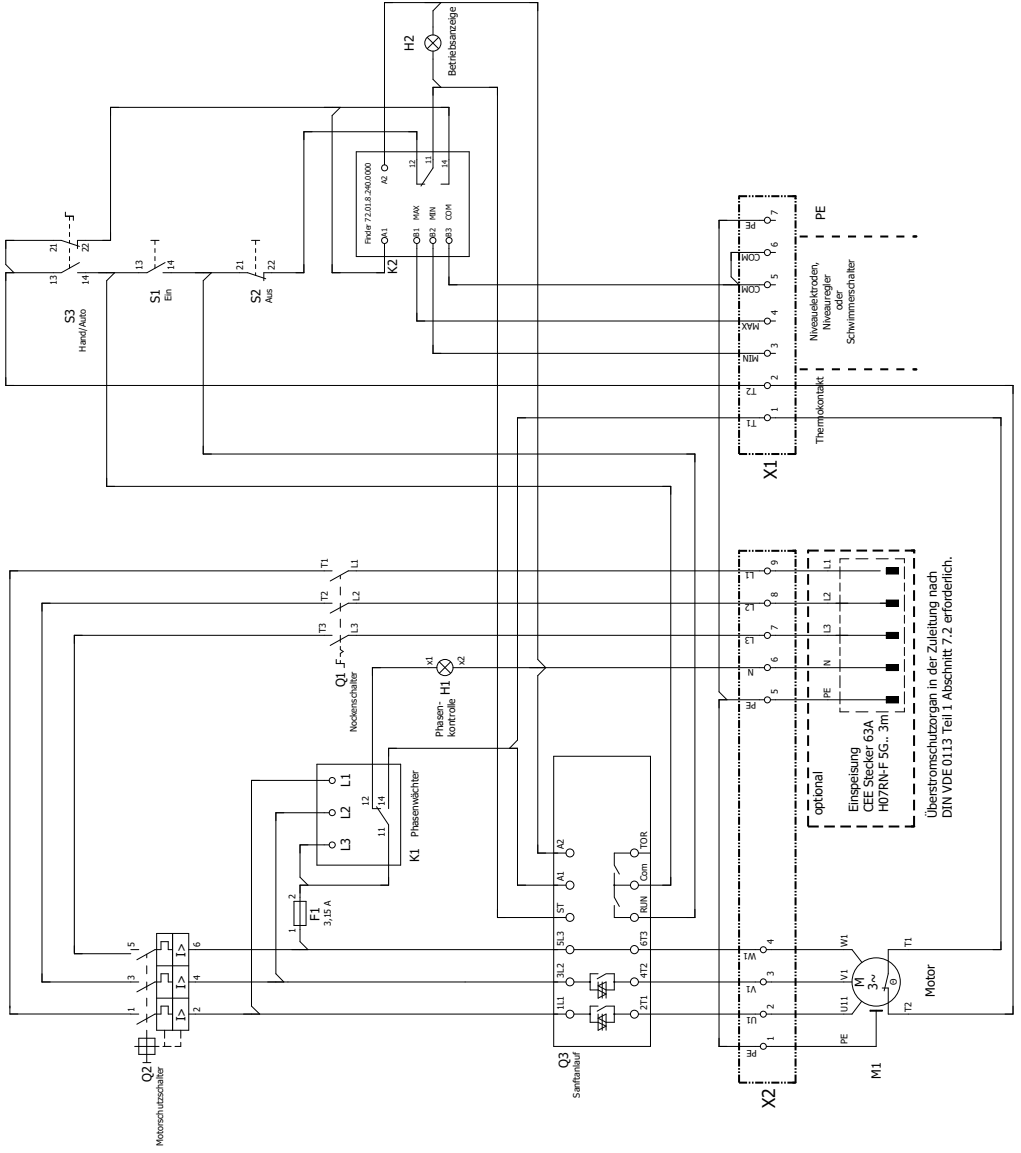 H2
Betriebsanzeige
21
22
13
14
S3
Hand/Auto
13
14
S1
Ein
21
22
S2
Aus
Finder 72.01.8.240.0000
A1
A2
B1 MAX
B2 MIN
B3 COM
12
11
14
K2
PE
7
PE
COM
6
COM
5
MAX
4
MIN
3
T2
2
T1
1
Niveauelektroden,
Niveauregler
oder
Schwimmerschalter
Thermokontakt
X1
T1
L1
T2
L2
T3
L3
Q1
Nockenschalter
x1
x2
H1
Phasen-
kontrolle
L1
L2
L3
12
14
11
K1 Phasenwächter
2
1
F1
3,15 A
5
3
1
I>
I>
I>
6
4
2
Q2
Motorschutzschalter
A2
A1
ST
5L3
3L2
1L1
TOR
Com
RUN
6T3
4T2
2T1
Q3
Sanftanlauf
L1
9
L2
8
L3
7
N
6
PE
5
W1
4
V1
3
U1
2
PE
1
X2
L1
L2
L3
N
PE
optional
Einspeisung
CEE Stecker 63A
H07RN-F 5G.. 3m
Überstromschutzorgan in der Zuleitung nach
DIN VDE 0113 Teil 1 Abschnitt 7.2 erforderlich.
W1
V1
U11
PE
M
3~
Θ
T1
T2
Motor
M1